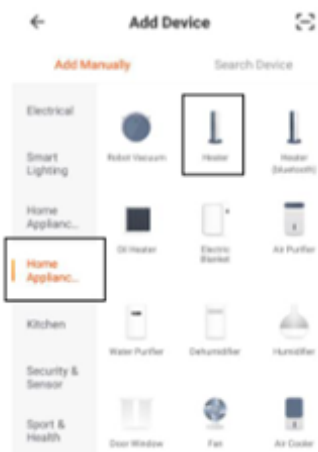 Add Device
Add Manually
Search Device
Electrical
Smart
Lighting
Home
Applianc...
Home
Applianc...
Kitchen
Security &
Sensor
Sport &
Health
Robot Vacuum
Heater
Heater
(bluetooth)
Oil Heater
Electric
Blanket
Air Purifier
Water Purifier
Dehumidifier
Humidifier
Door Window
Fan
Air Cooler